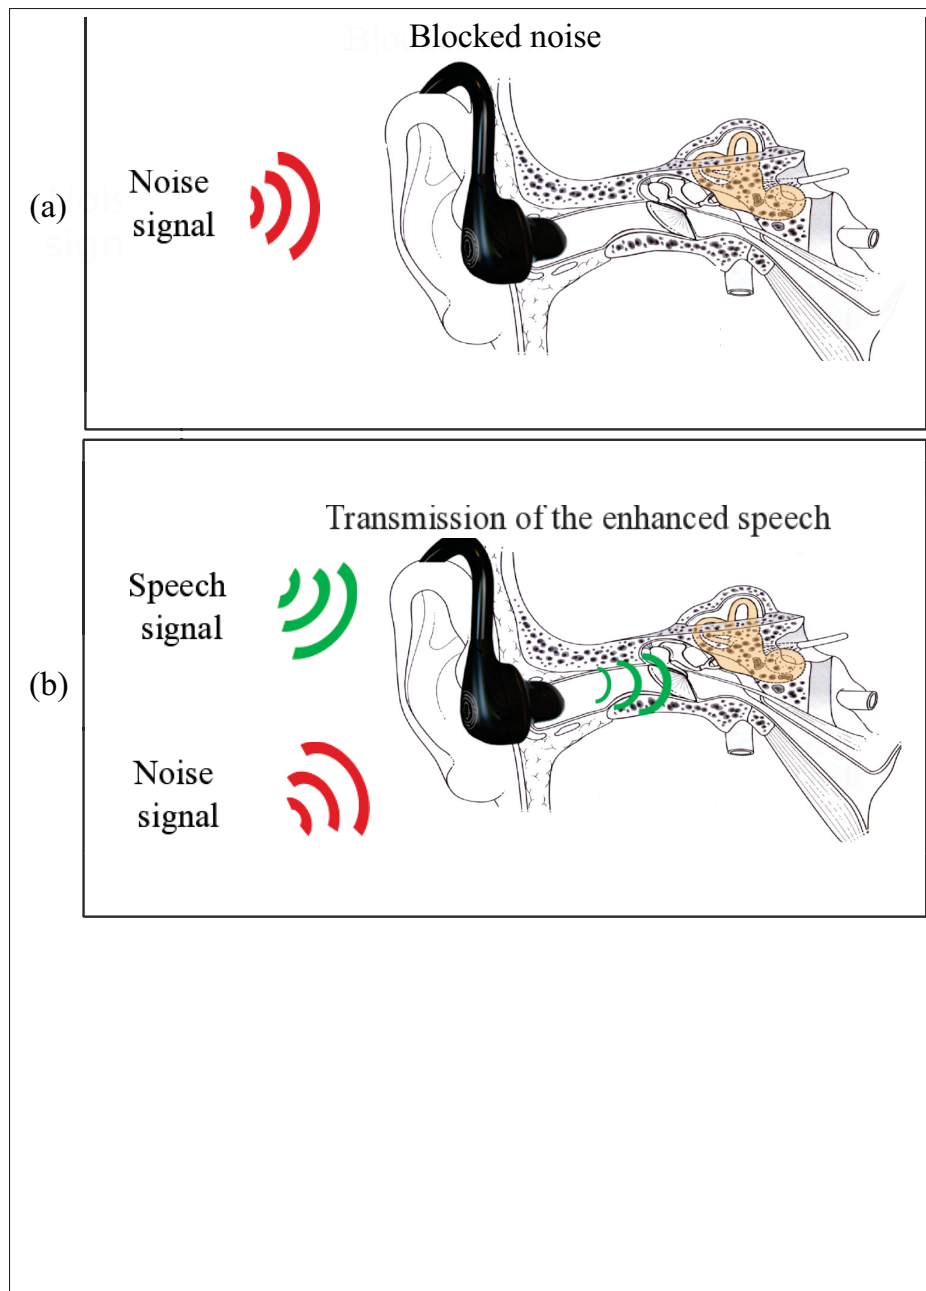 Blocked noise
(a)
Noise
signal
Transmission of the enhanced speech
Speech
signal
(b)
Noise
signal